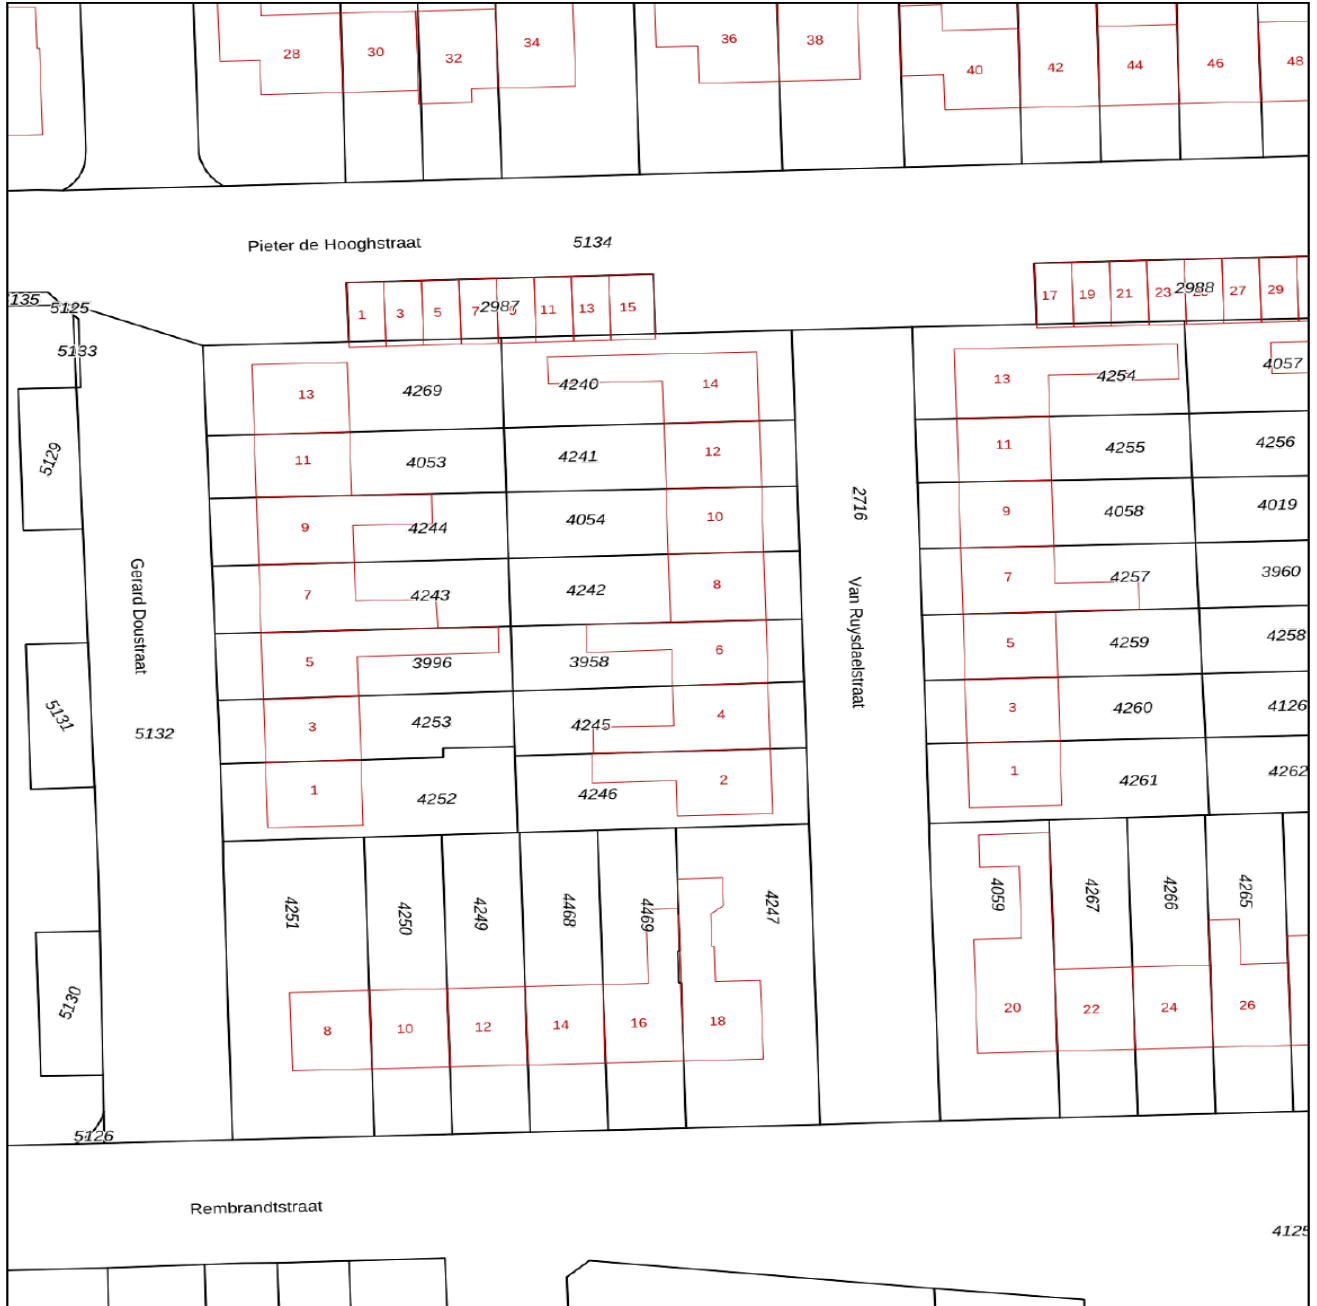 28 30 32 34 36 38 40 42 44 46 48
Pieter de Hooghstraat 5134
135 5125
5133
1 3 5 7 2987 11 13 15
17 19 21 23 2988 27 29
13 4269 4240 14 13 4254 4057
11 4053 4241 12 11 4255 4256
5129
9 4244 4054 10 2716 9 4058 4019
7 4243 4242 8 7 4257 3960
Gerard Doustraat
Van Ruysdaelstraat
5 3996 3958 6 5 4259 4258
3 4253 4245 4 3 4260 4126
5131
5132
1 4252 4246 2 1 4261 4262
4251 4250 4249 4468 4469 4247 4059 4267 4266 4265
5130
8 10 12 14 16 18 20 22 24 26
5126
Rembrandtstraat
4125